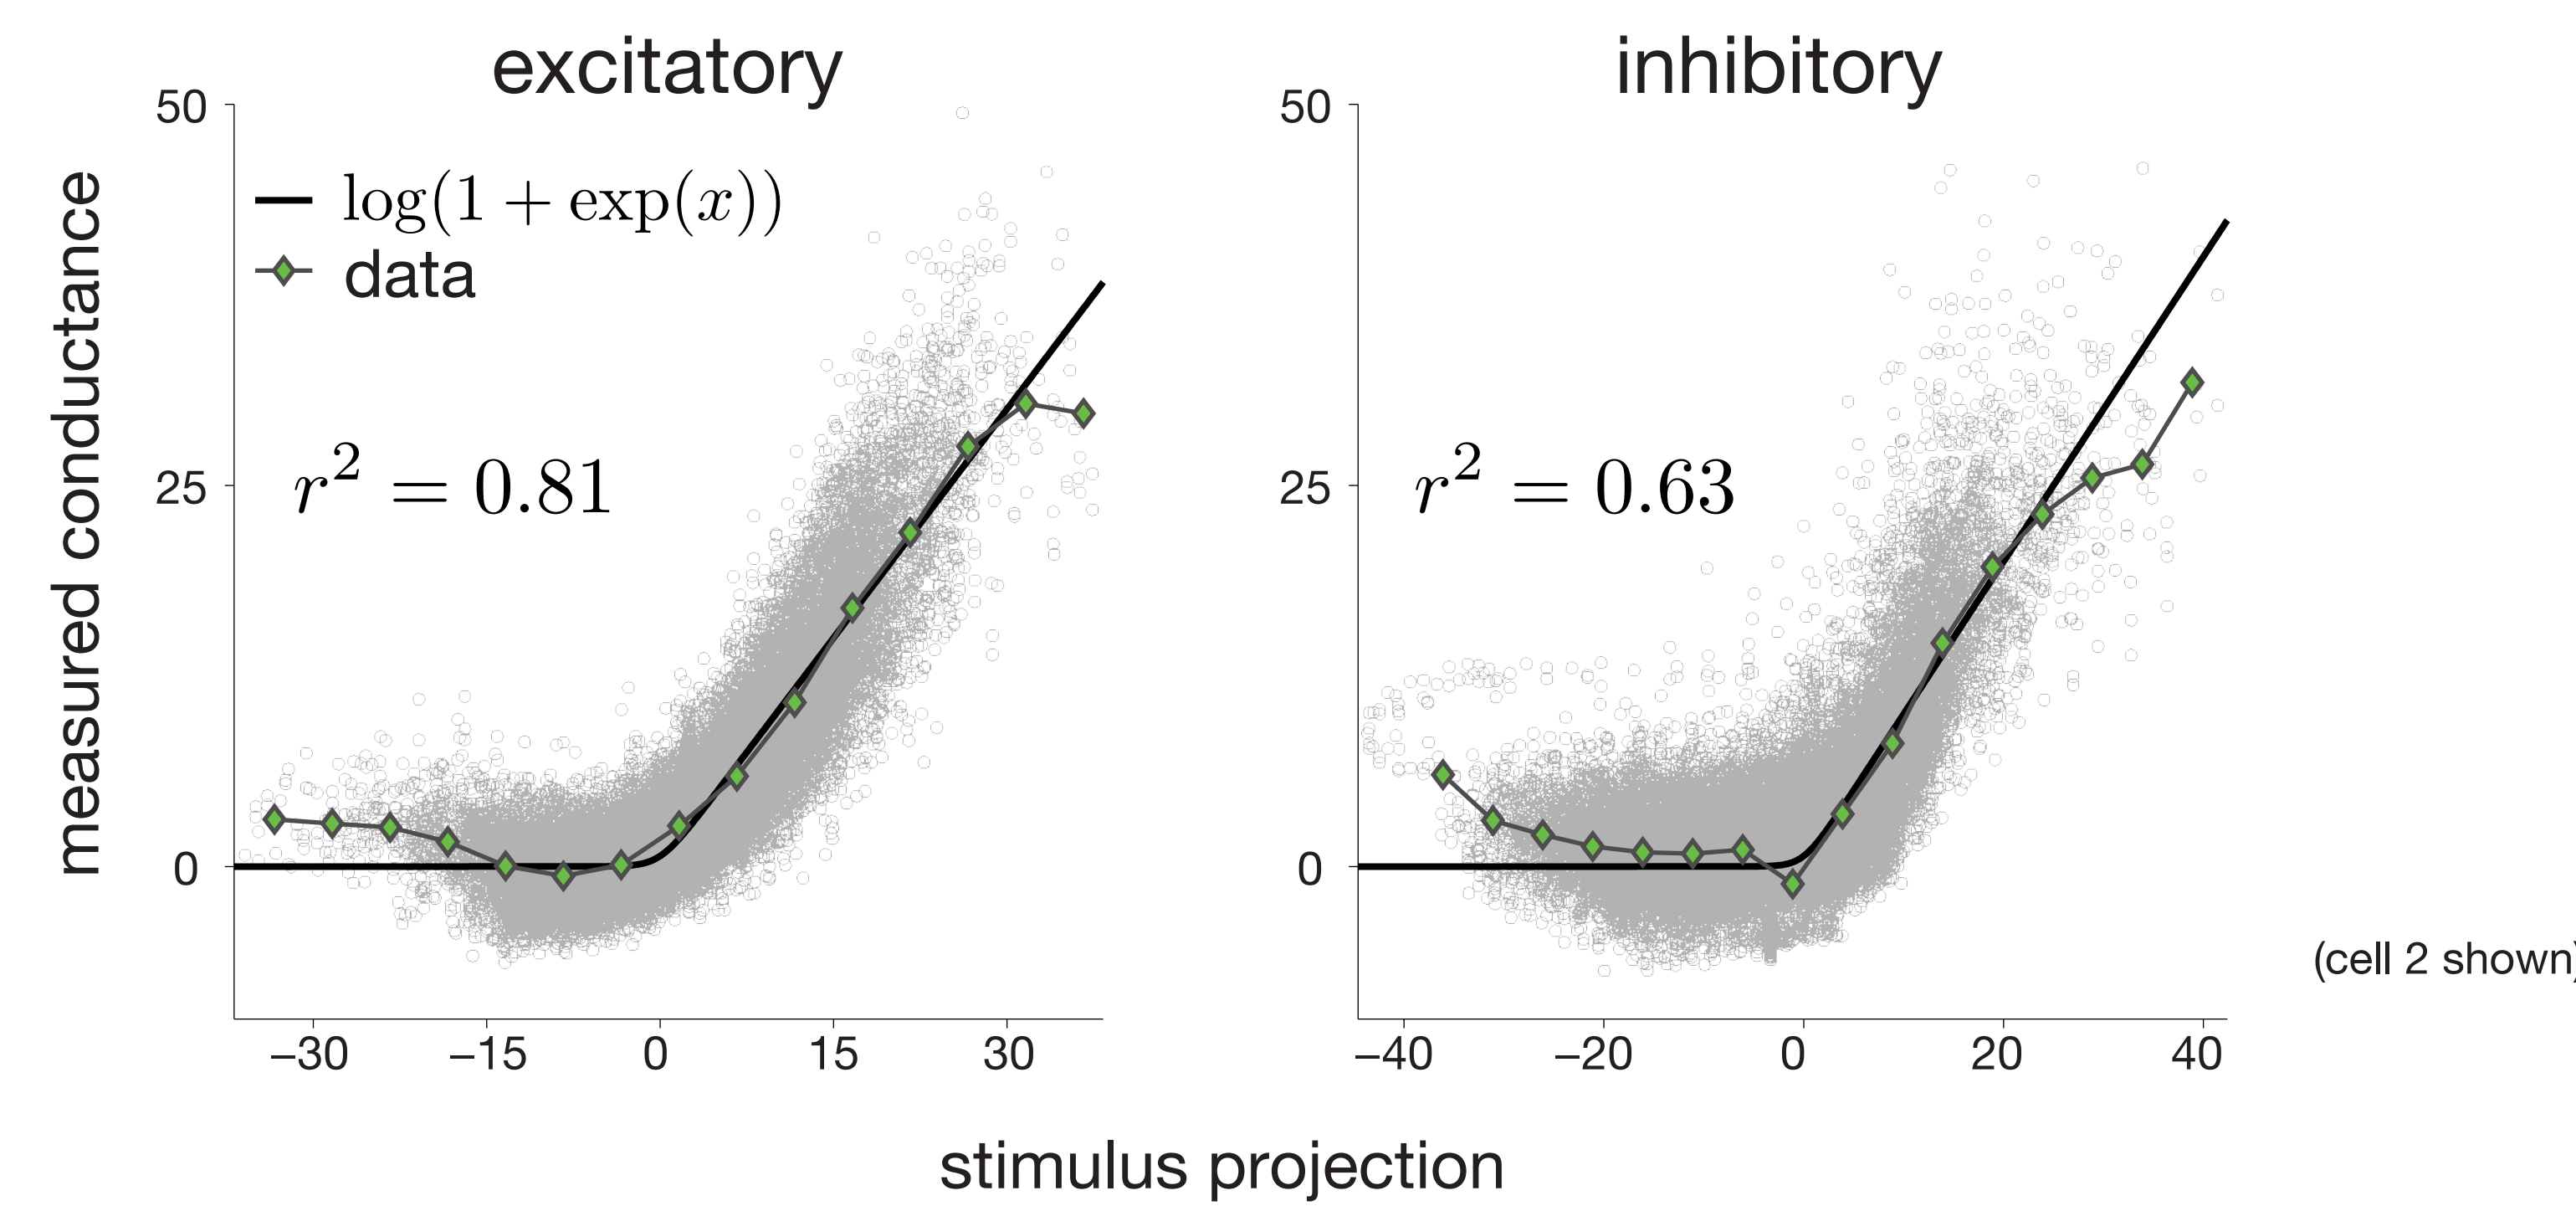 excitatory
inhibitory
measured conductance
50
25
0
log(1 + exp(x))
data
r² = 0.81
−30 −15 0 15 30
50
25
0
r² = 0.63
−40 −20 0 20 40
(cell 2 shown)
stimulus projection